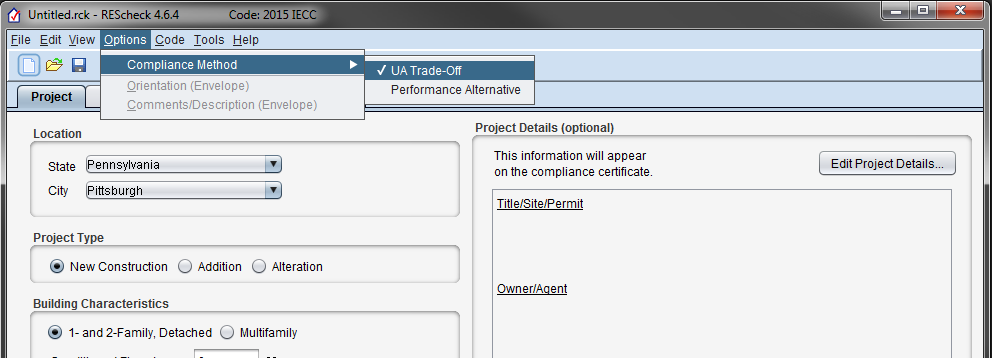 Untitled.rck - REScheck 4.6.4 Code: 2015 IECC
File Edit View Options Code Tools Help
Compliance Method
UA Trade-Off
Orientation (Envelope)
Performance Alternative
Comments/Description (Envelope)
Project
Location
Project Details (optional)
State Pennsylvania
This information will appear
on the compliance certificate.
Edit Project Details...
City Pittsburgh
Title/Site/Permit
Project Type
New Construction Addition Alteration
Owner/Agent
Building Characteristics
1- and 2-Family, Detached Multifamily